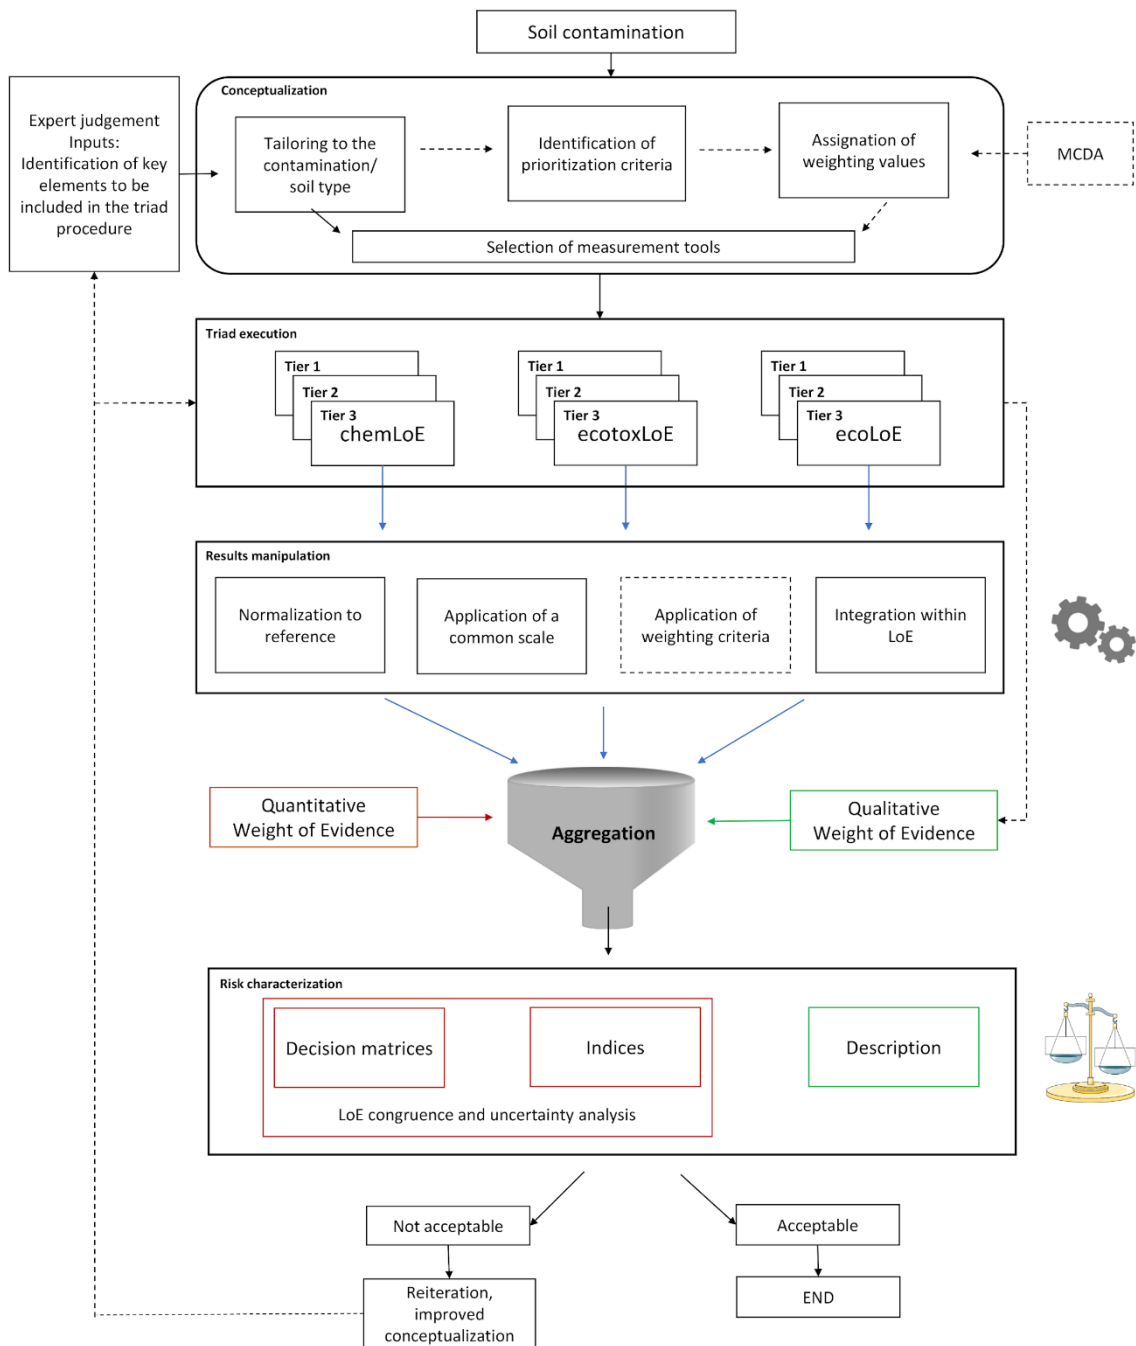 Soil contamination
Expert judgement
Inputs:
Identification of key
elements to be
included in the triad
procedure
Conceptualization
Tailoring to the
contamination/
soil type
Identification of
prioritization criteria
Assignation of
weighting values
MCDA
Selection of measurement tools
Triad execution
Tier 1
Tier 2
Tier 3
chemLoE
Tier 1
Tier 2
Tier 3
ecotoxLoE
Tier 1
Tier 2
Tier 3
ecoLoE
Results manipulation
Normalization to
reference
Application of a
common scale
Application of
weighting criteria
Integration within
LoE
Quantitative
Weight of Evidence
Aggregation
Qualitative
Weight of Evidence
Risk characterization
Decision matrices
Indices
Description
LoE congruence and uncertainty analysis
Not acceptable
Acceptable
Reiteration,
improved
conceptualization
END